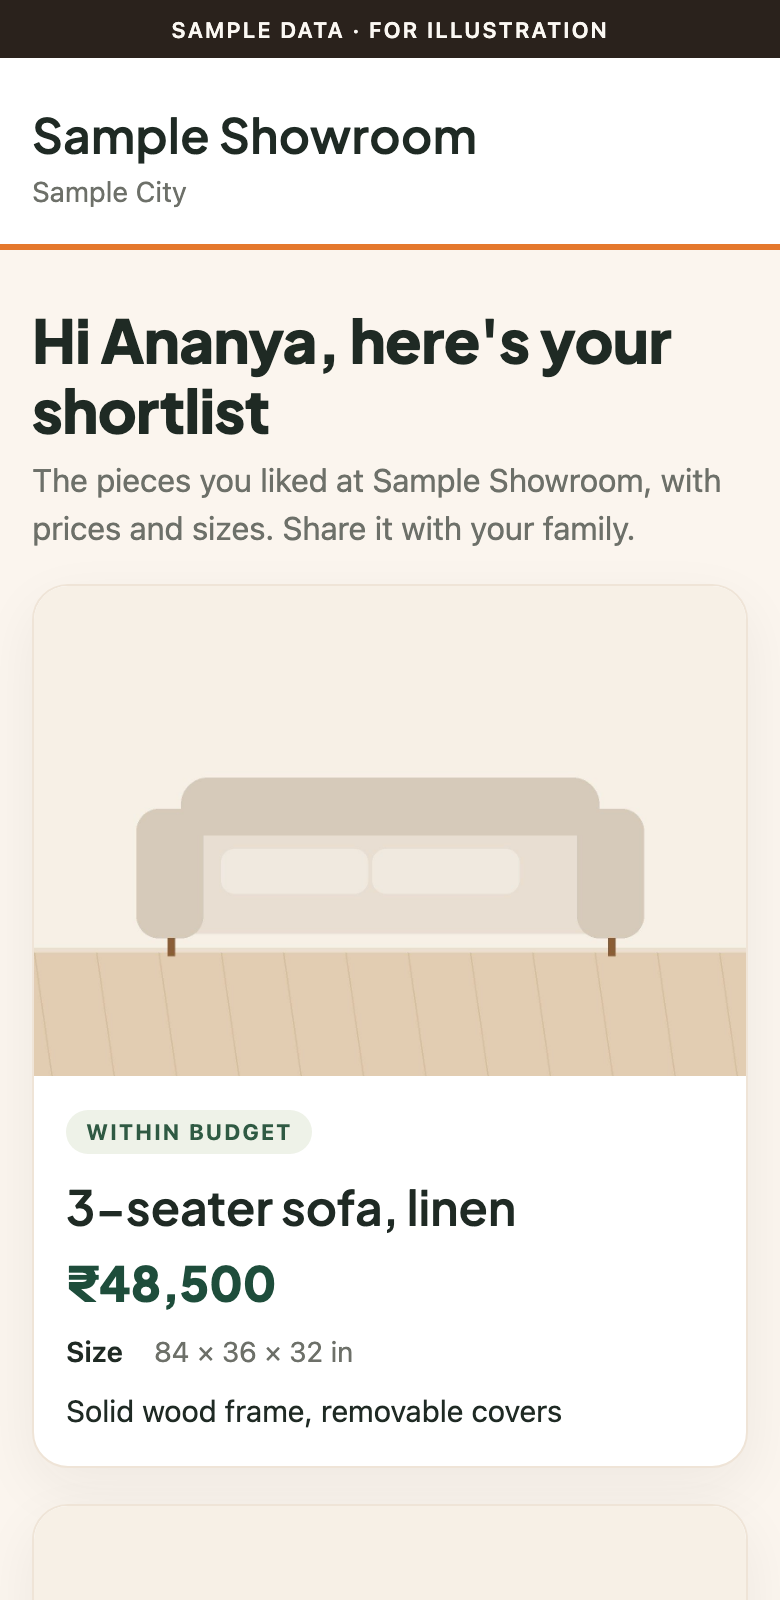 SAMPLE DATA · FOR ILLUSTRATION
Sample Showroom
Sample City
Hi Ananya, here's your
shortlist
The pieces you liked at Sample Showroom, with
prices and sizes. Share it with your family.
WITHIN BUDGET
3-seater sofa, linen
₹48,500
Size 84 × 36 × 32 in
Solid wood frame, removable covers